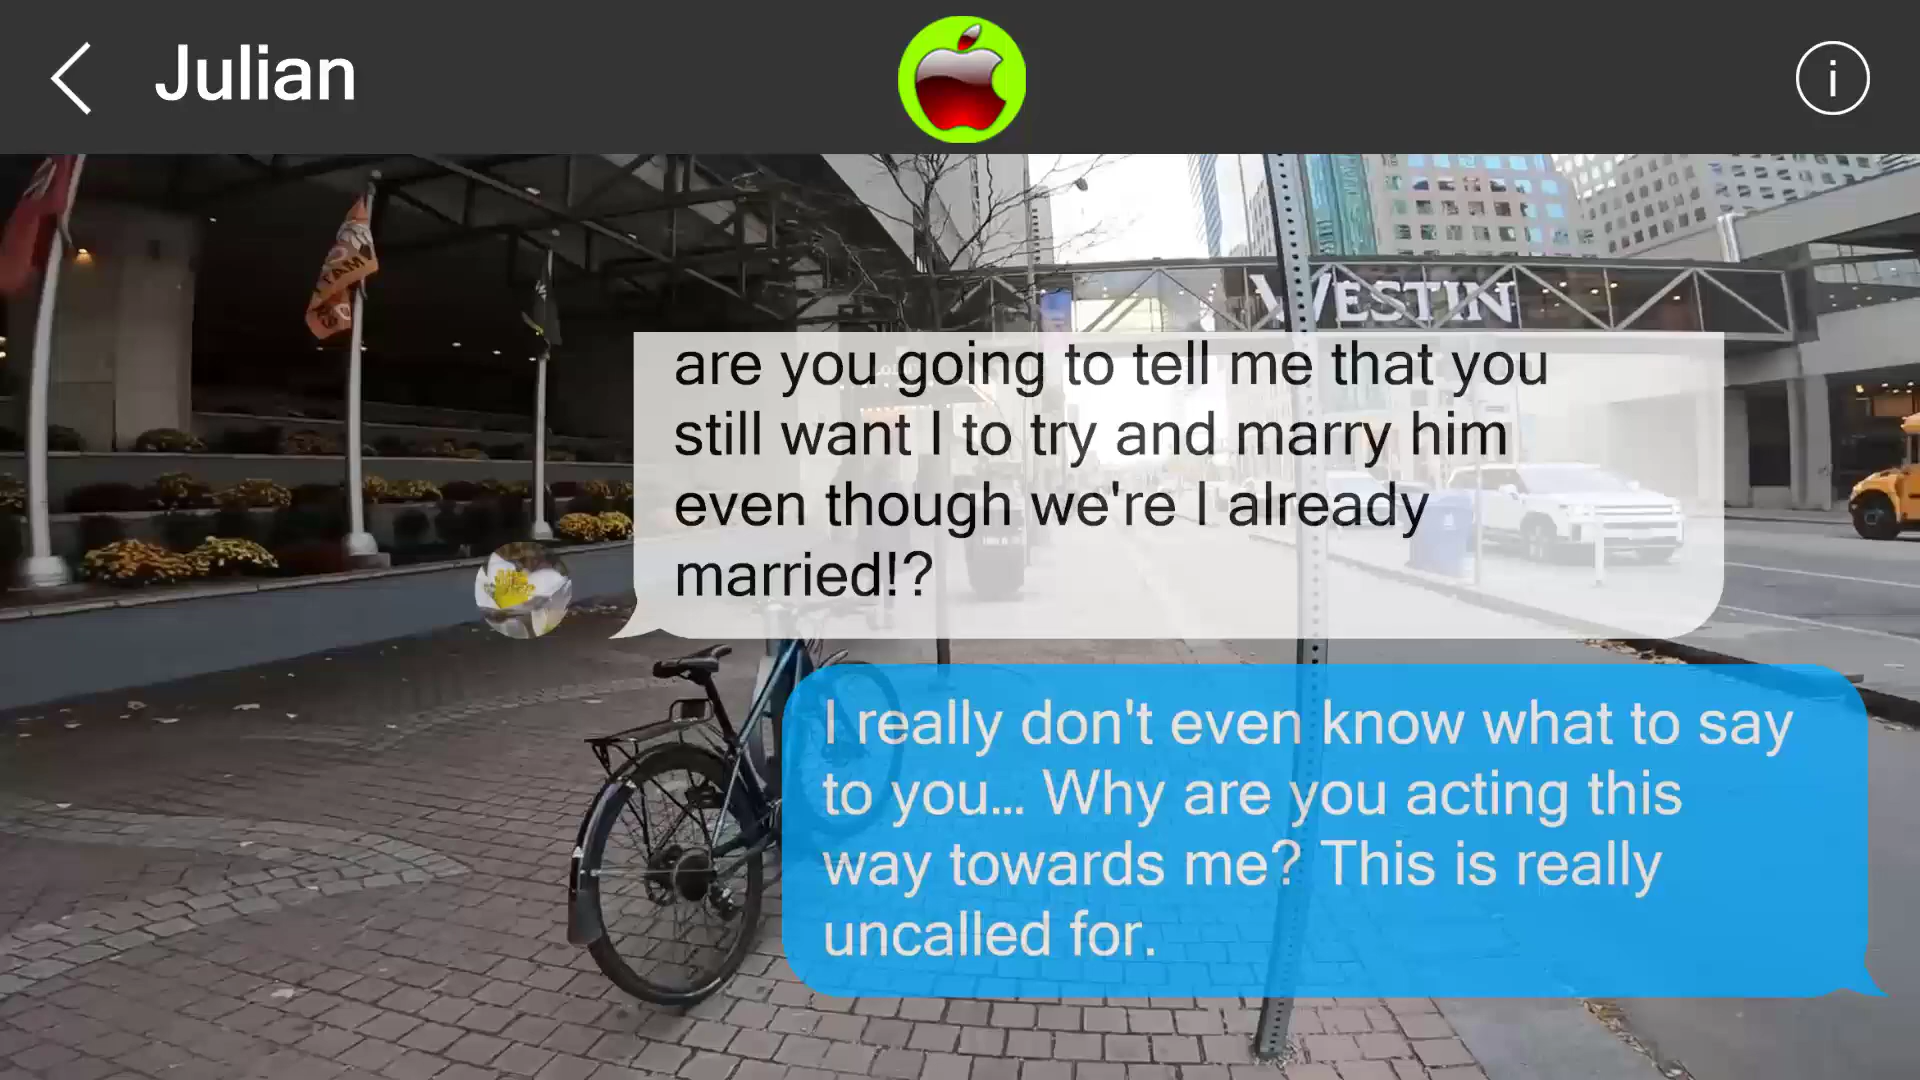 Julian
WESTIN
are you going to tell me that you
still want I to try and marry him
even though we're I already
married!?
I really don't even know what to say
to you... Why are you acting this
way towards me? This is really
uncalled for.